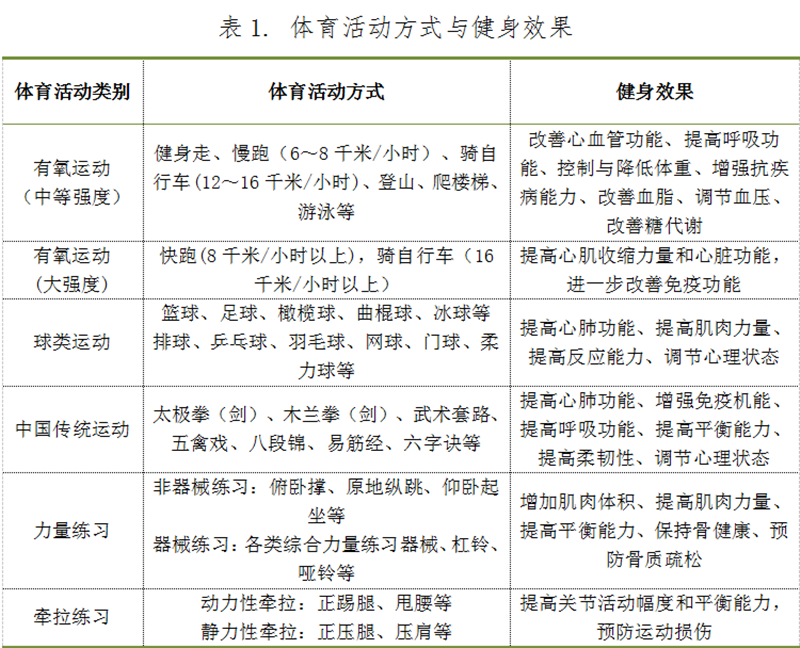 表 1. 体育活动方式与健身效果
体育活动类别
体育活动方式
健身效果
有氧运动
（中等强度）
健身走、慢跑（6～8 千米/小时）、骑自
行车(12～16 千米/小时)、登山、爬楼梯、
游泳等
改善心血管功能、提高呼吸功
能、控制与降低体重、增强抗疾
病能力、改善血脂、调节血压、
改善糖代谢
有氧运动
(大强度)
快跑(8 千米/小时以上)，骑自行车（16
千米/小时以上）
提高心肌收缩力量和心脏功能，
进一步改善免疫功能
球类运动
篮球、足球、橄榄球、曲棍球、冰球等
排球、乒乓球、羽毛球、网球、门球、柔
力球等
提高心肺功能、提高肌肉力量、
提高反应能力、调节心理状态
中国传统运动
太极拳（剑）、木兰拳（剑）、武术套路、
五禽戏、八段锦、易筋经、六字诀等
提高心肺功能、增强免疫机能、
提高呼吸功能、提高平衡能力、
提高柔韧性、调节心理状态
力量练习
非器械练习：俯卧撑、原地纵跳、仰卧起
坐等
器械练习：各类综合力量练习器械、杠铃、
哑铃等
增加肌肉体积、提高肌肉力量、
提高平衡能力、保持骨健康、预
防骨质疏松
牵拉练习
动力性牵拉：正踢腿、甩腰等
静力性牵拉：正压腿、压肩等
提高关节活动幅度和平衡能力，
预防运动损伤